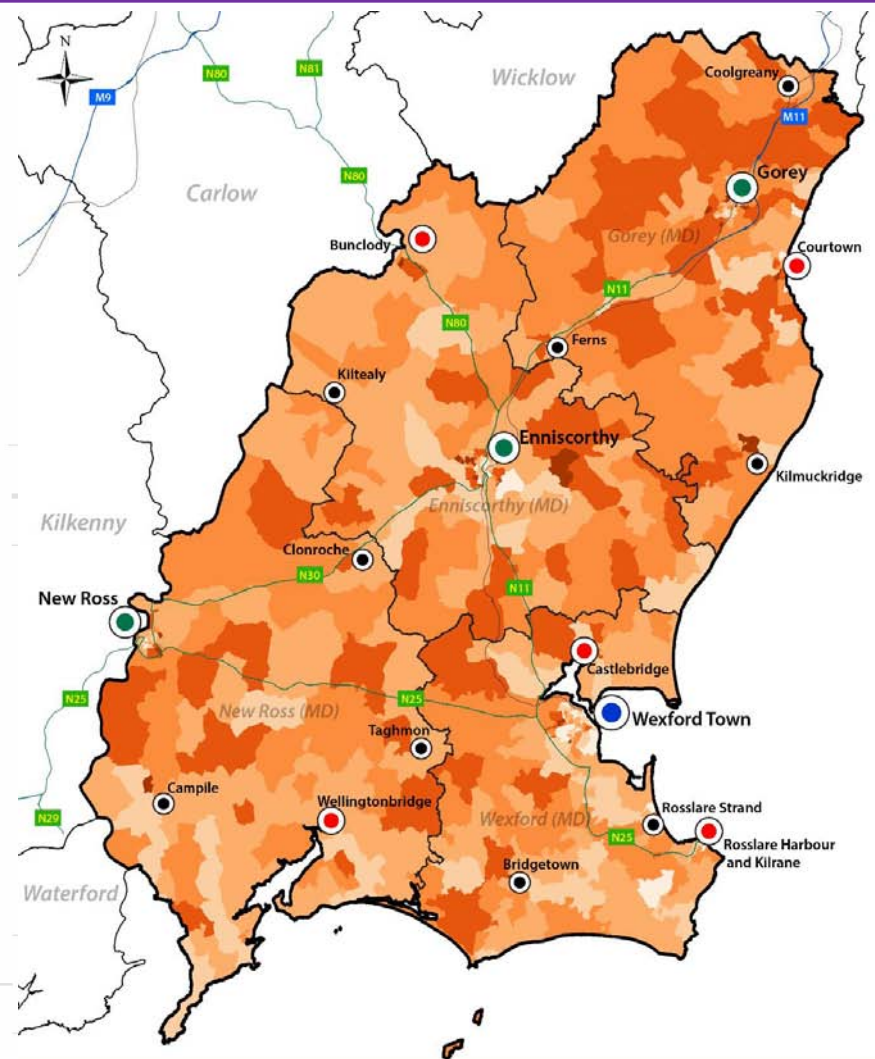 N
N80
N81
Wicklow
Coolgreany
M9
M11
N80
Gorey
Carlow
Bunclody
Gorey (MD)
Courtown
N11
N80
Ferns
Kiltealy
Enniscorthy
Kilmuckridge
Enniscorthy (MD)
Kilkenny
Clonroche
N30
N11
New Ross
Castlebridge
N25
N25
New Ross (MD)
Wexford Town
Taghmon
Campile
Wellingtonbridge
Rosslare Strand
N29
Wexford (MD)
N25
Rosslare Harbour
and Kilrane
Bridgetown
Waterford